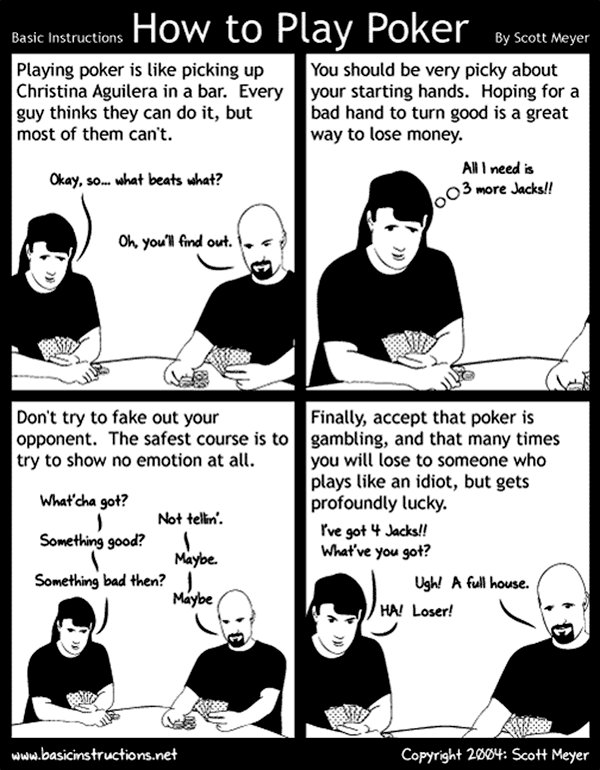 Basic Instructions How to Play Poker By Scott Meyer
Playing poker is like picking up
Christina Aguilera in a bar. Every
guy thinks they can do it, but
most of them can't.
Okay, so... what beats what?
Oh, you'll find out.
You should be very picky about
your starting hands. Hoping for a
bad hand to turn good is a great
way to lose money.
All I need is
3 more Jacks!!
Don't try to fake out your
opponent. The safest course is to
try to show no emotion at all.
What'cha got?
Not tellin'.
Something good?
Maybe.
Something bad then?
Maybe
Finally, accept that poker is
gambling, and that many times
you will lose to someone who
plays like an idiot, but gets
profoundly lucky.
I've got 4 Jacks!!
What've you got?
Ugh! A full house.
HA! Loser!
www.basicinstructions.net
Copyright 2004: Scott Meyer